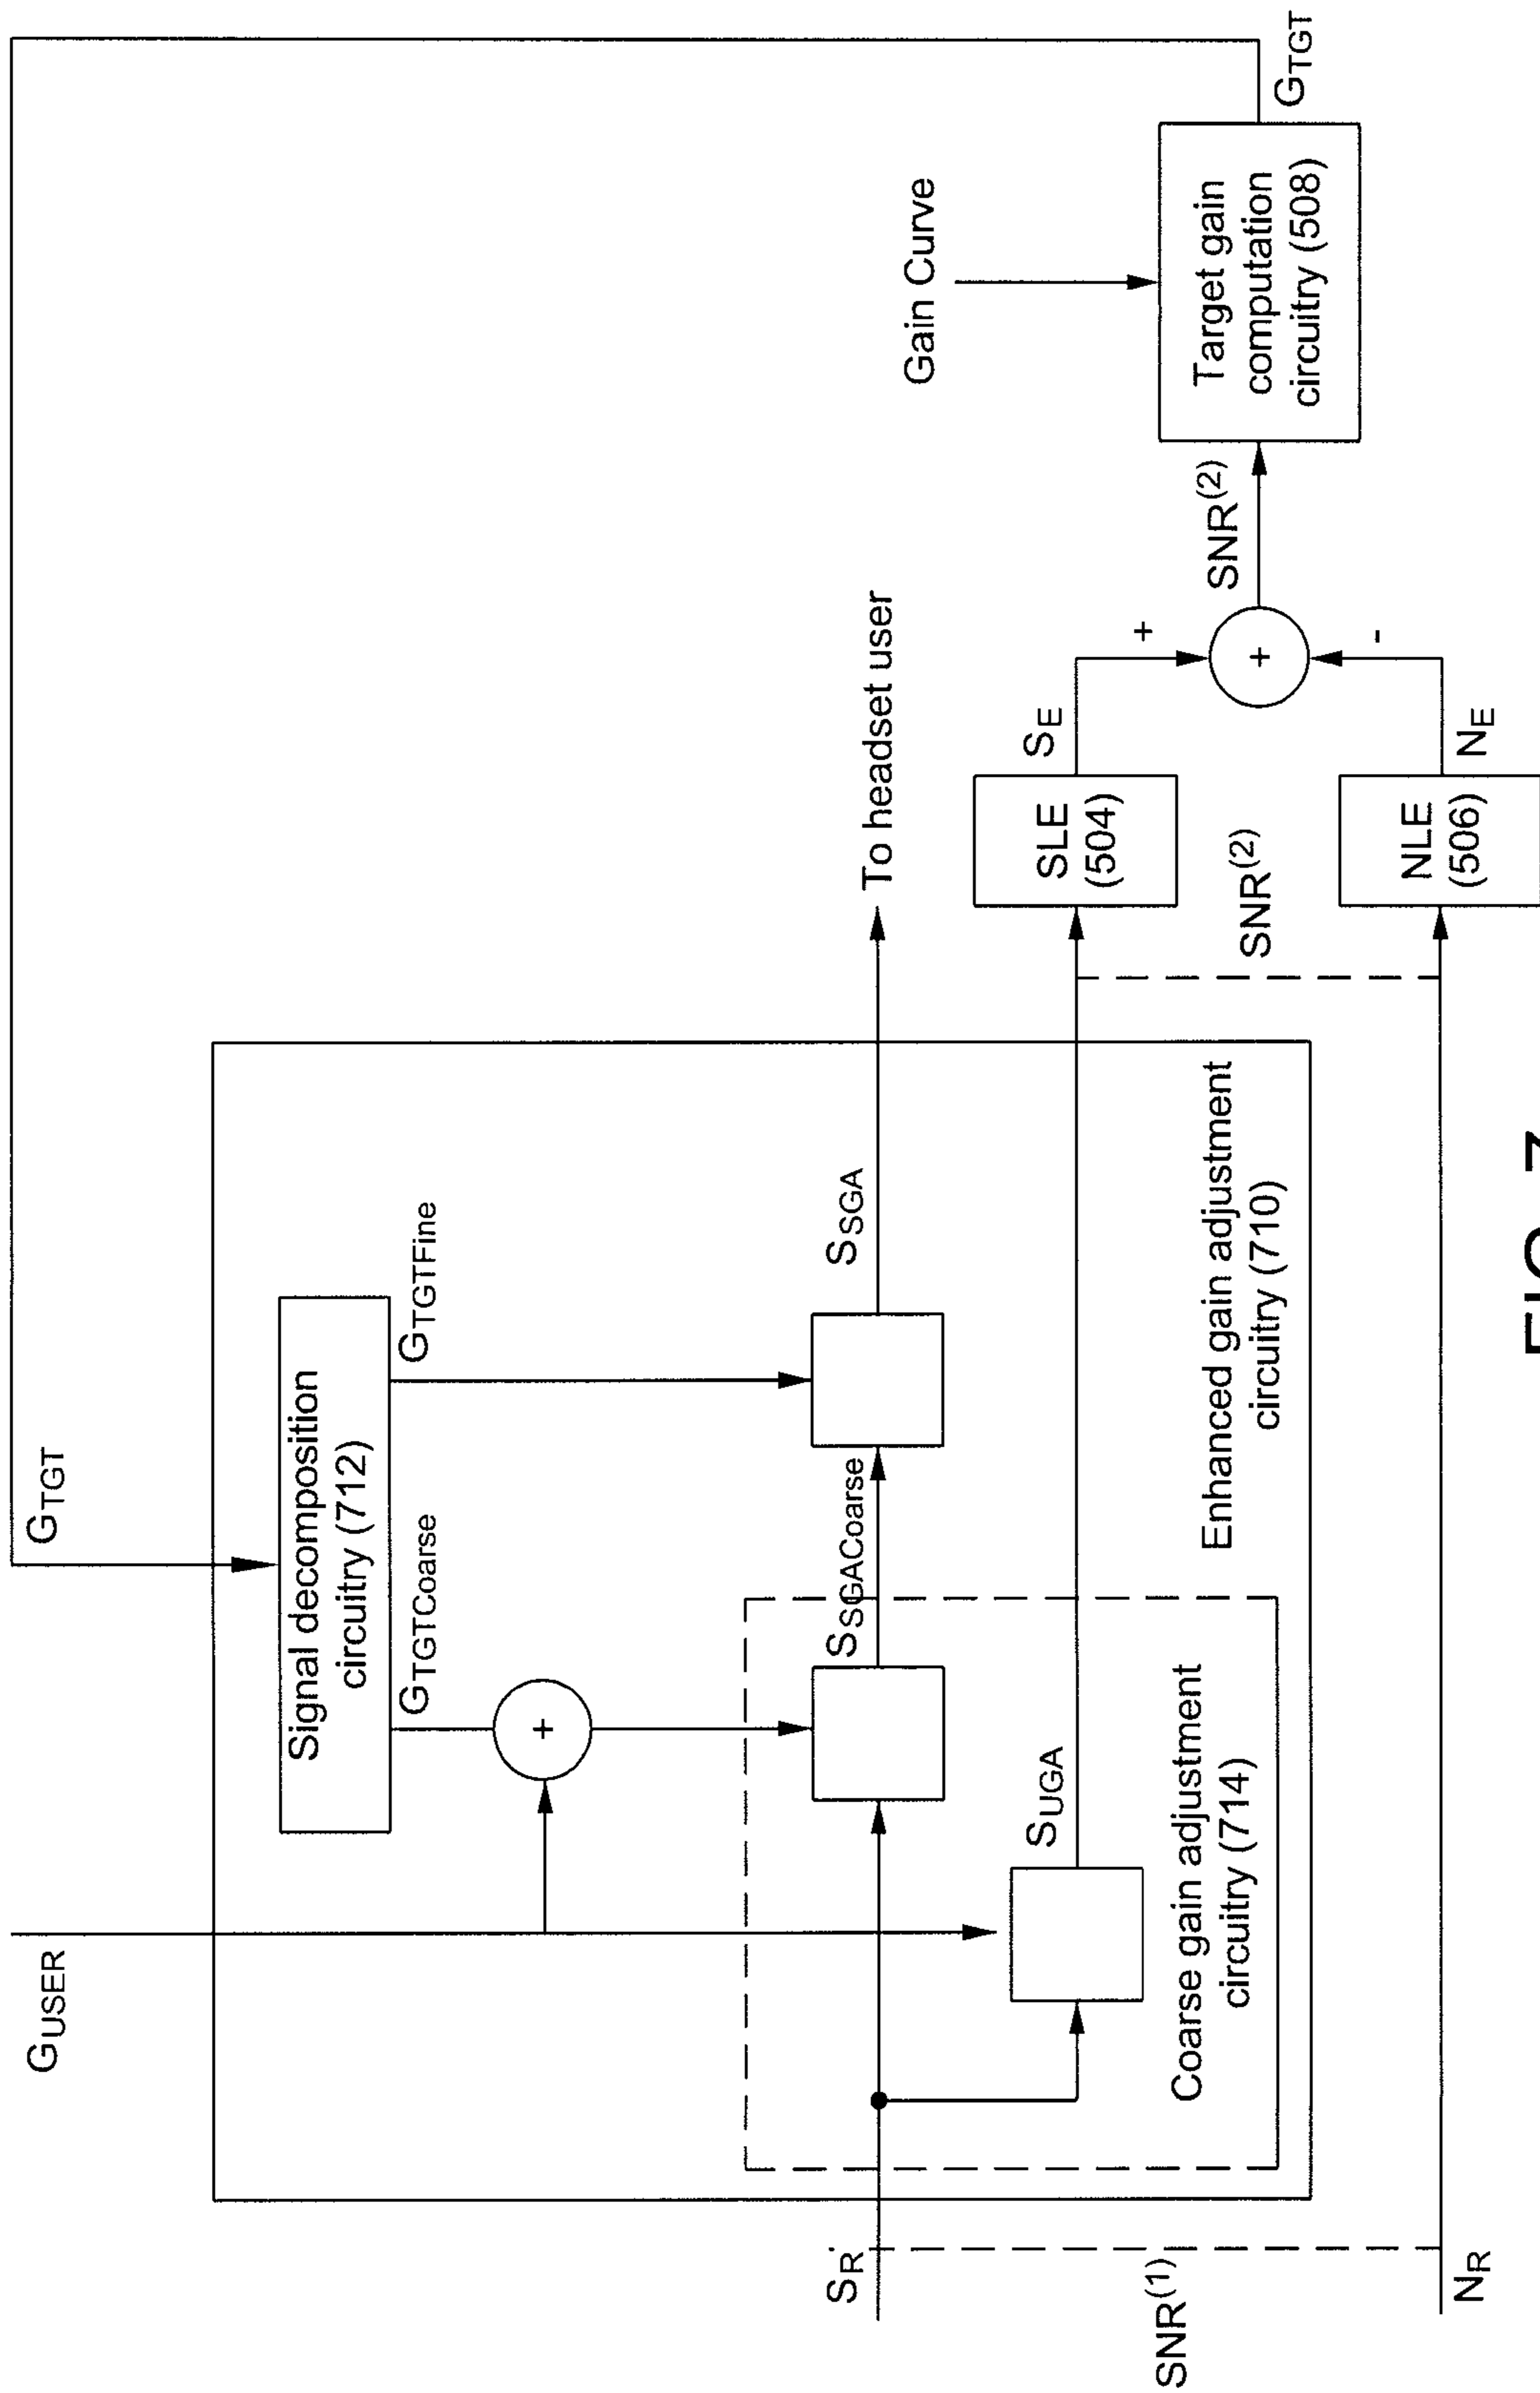 GUSER
GTGT
Signal decomposition
circuitry (712)
GTGTCoarse
GTGTFine
+
SR
SSGACoarse
SSGA
To headset user
Gain Curve
SUGA
SLE
(504)
SE
+
SNR(1)
Coarse gain adjustment
circuitry (714)
Enhanced gain adjustment
circuitry (710)
SNR(2)
+
SNR(2)
Target gain
computation
circuitry (508)
GTGT
-
NR
NLE
(506)
NE